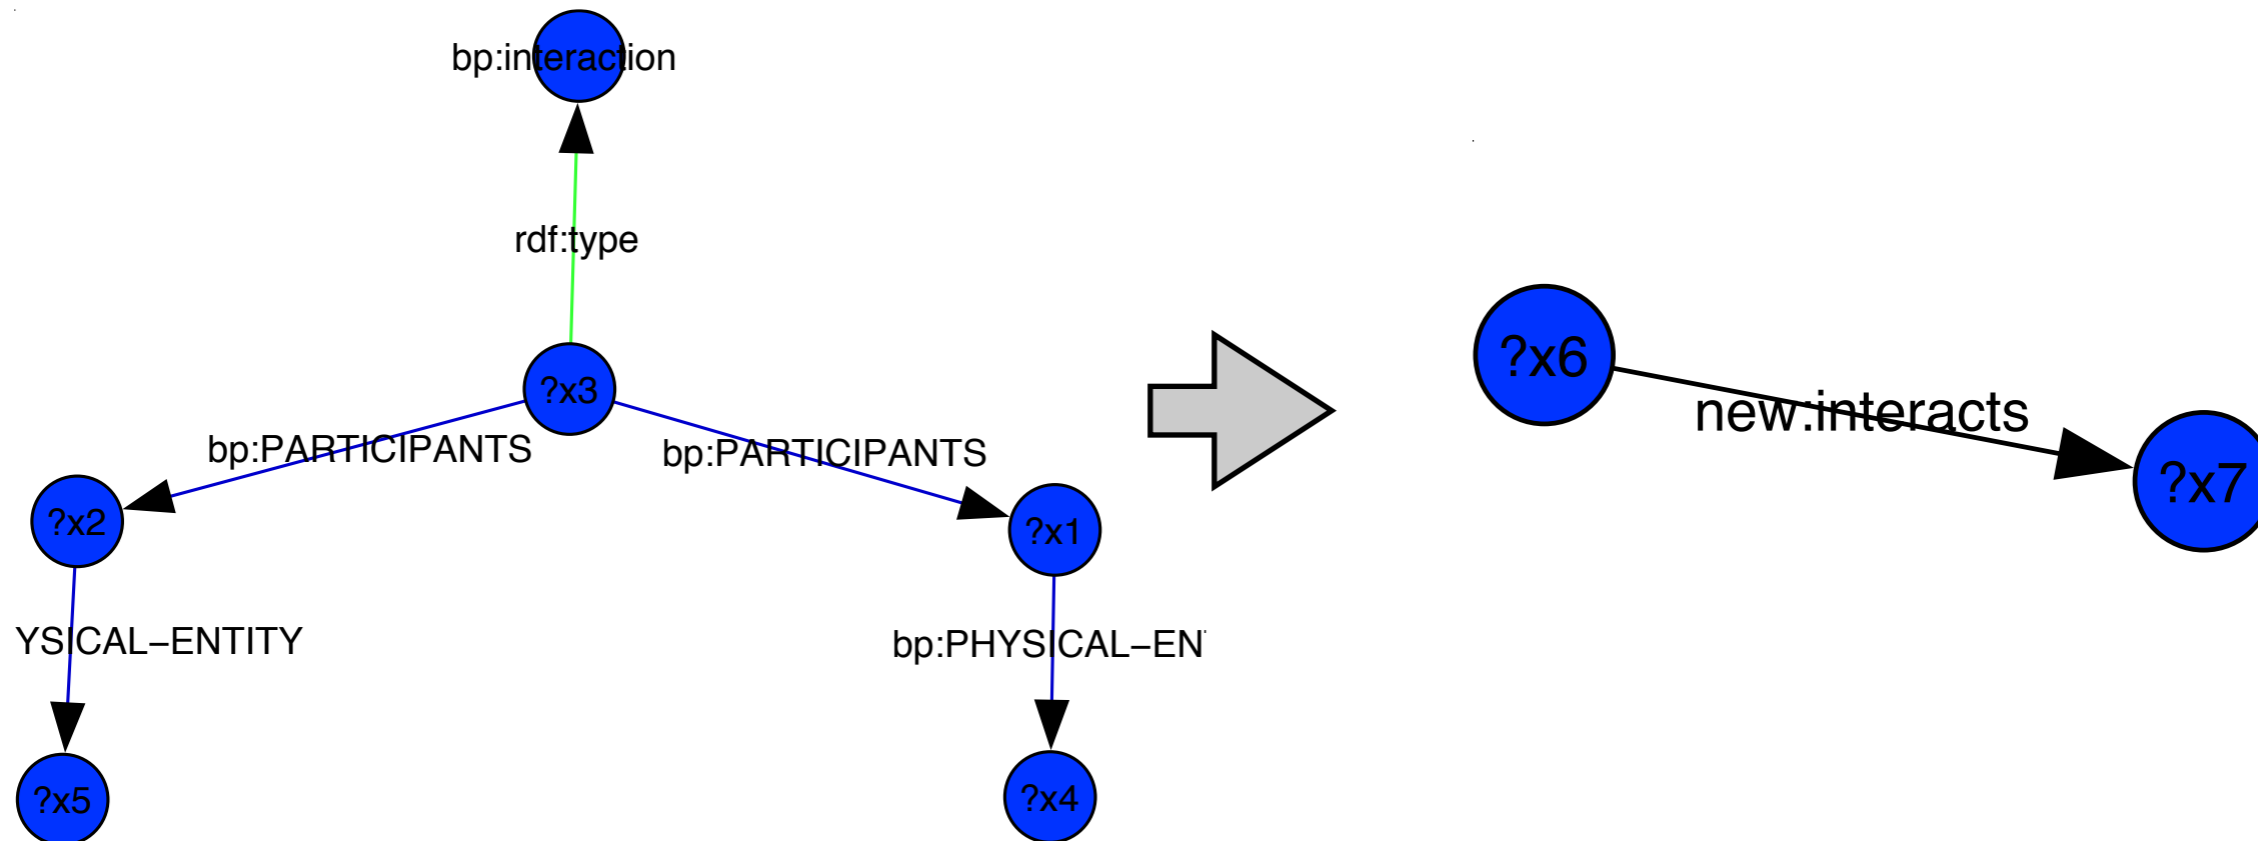 bp:interaction
rdf:type
?x3
?x6
new:interacts
bp:PARTICIPANTS
bp:PARTICIPANTS
?x7
?x2
?x1
YSICAL–ENTITY
bp:PHYSICAL–EN
?x5
?x4